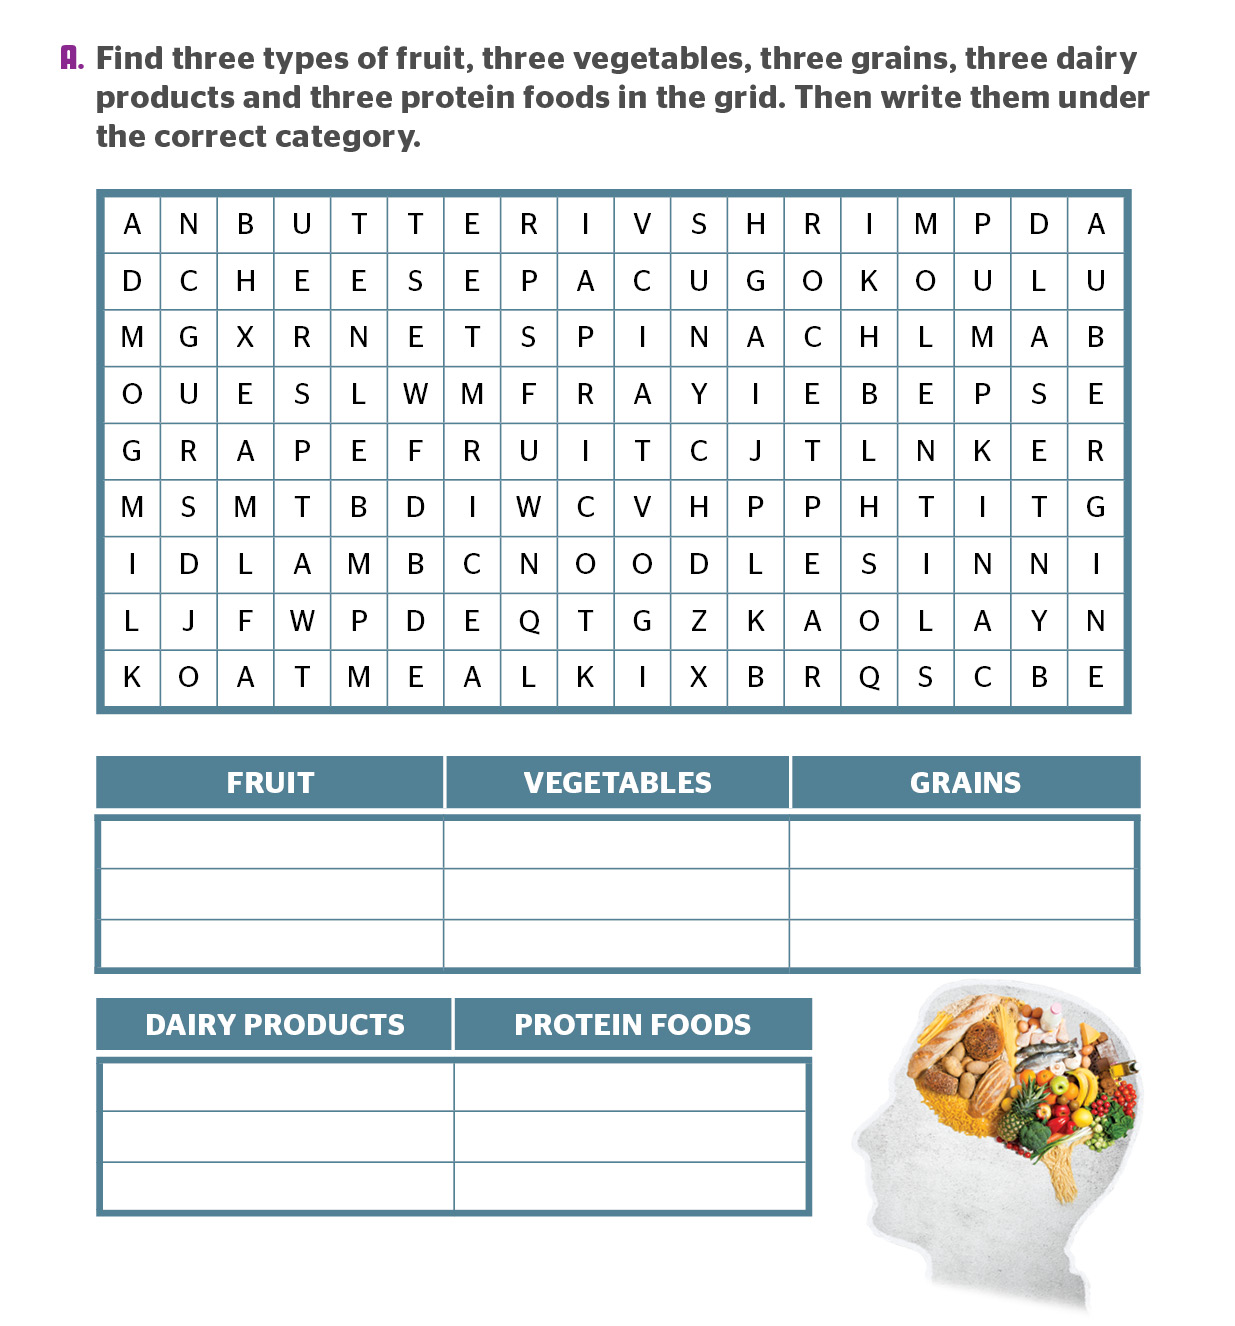 A. Find three types of fruit, three vegetables, three grains, three dairy
products and three protein foods in the grid. Then write them under
the correct category.
A N B U T T E R I V S H R I M P D A
D C H E E S E P A C U G O K O U L U
M G X R N E T S P I N A C H L M A B
O U E S L W M F R A Y I E B E P S E
G R A P E F R U I T C J T L N K E R
M S M T B D I W C V H P P H T I T G
I D L A M B C N O O D L E S I N N I
L J F W P D E Q T G Z K A O L A Y N
K O A T M E A L K I X B R Q S C B E
FRUIT VEGETABLES GRAINS
DAIRY PRODUCTS PROTEIN FOODS